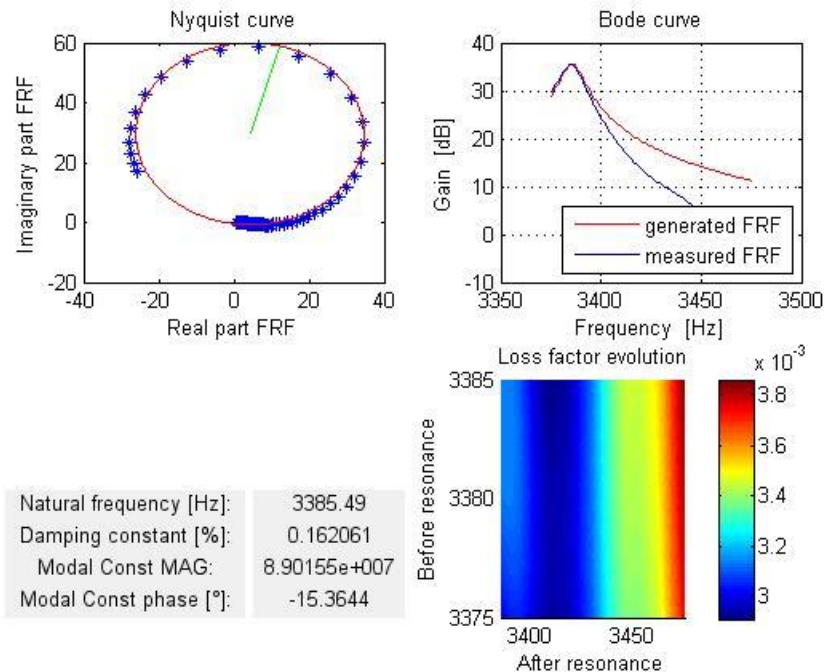 Nyquist curve
60
40
20
0
-20
-40
-20
0
20
40
Imaginary part FRF
Real part FRF
Bode curve
40
30
20
10
0
-10
3350
3400
3450
3500
Gain [dB]
Frequency [Hz]
generated FRF
measured FRF
Loss factor evolution
3385
3380
3375
3400
3450
Before resonance
After resonance
x 10-3
3.8
3.6
3.4
3.2
3
Natural frequency [Hz]: 3385.49
Damping constant [%]: 0.162061
Modal Const MAG: 8.90155e+007
Modal Const phase [°]: -15.3644